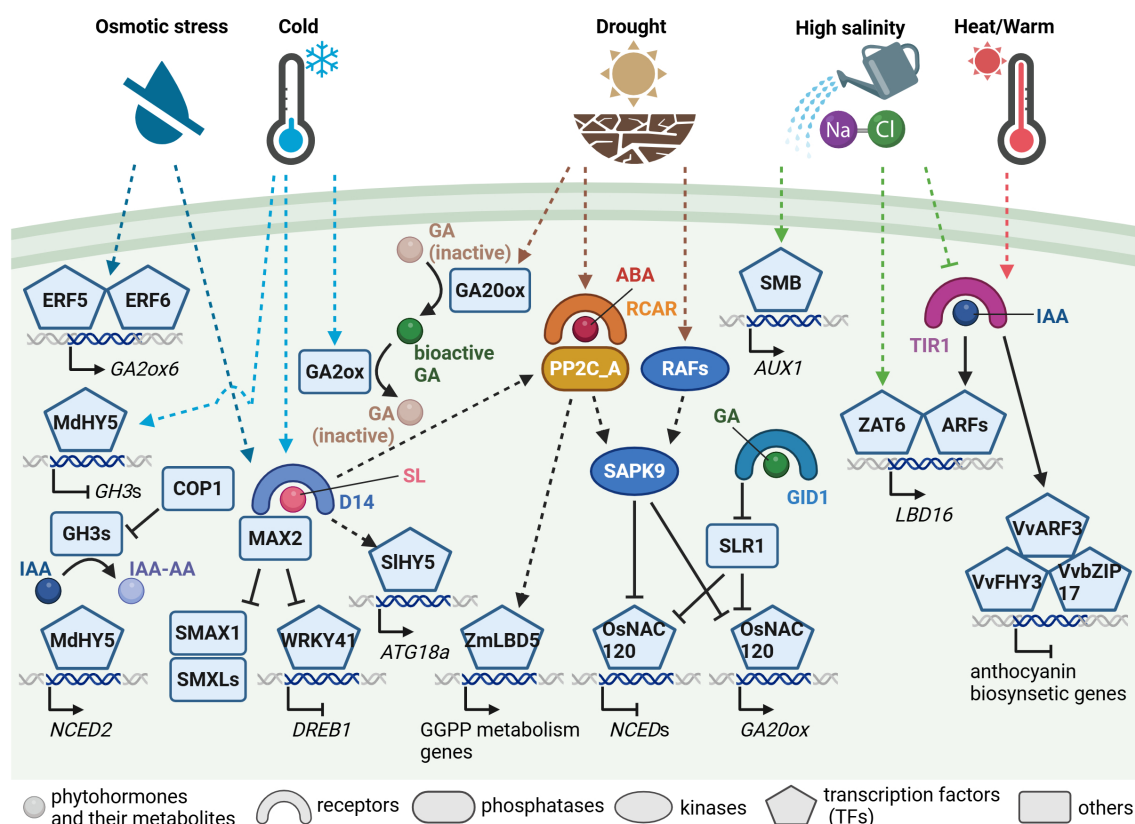 Osmotic stress
Cold
Drought
High salinity
Heat/Warm
Na
Cl
GA
(inactive)
GA20ox
ABA
RCAR
SMB
ERF5
ERF6
IAA
TIR1
GA2ox6
bioactive
GA
GA2ox
PP2C_A
RAFs
AUX1
GA
(inactive)
MdHY5
ZAT6
ARFs
GA
SL
SAPK9
COP1
D14
GID1
GH3s
LBD16
GH3s
MAX2
SLR1
VvARF3
SlHY5
IAA
IAA-AA
VvFHY3
VvbZIP
17
MdHY5
SMAX1
WRKY41
ZmLBD5
OsNAC
120
OsNAC
120
ATG18a
SMXLs
anthocyanin
biosynsetic genes
NCED2
DREB1
GGPP metabolism
genes
NCEDs
GA20ox
phytohormones
and their metabolites
receptors
phosphatases
kinases
transcription factors
(TFs)
others